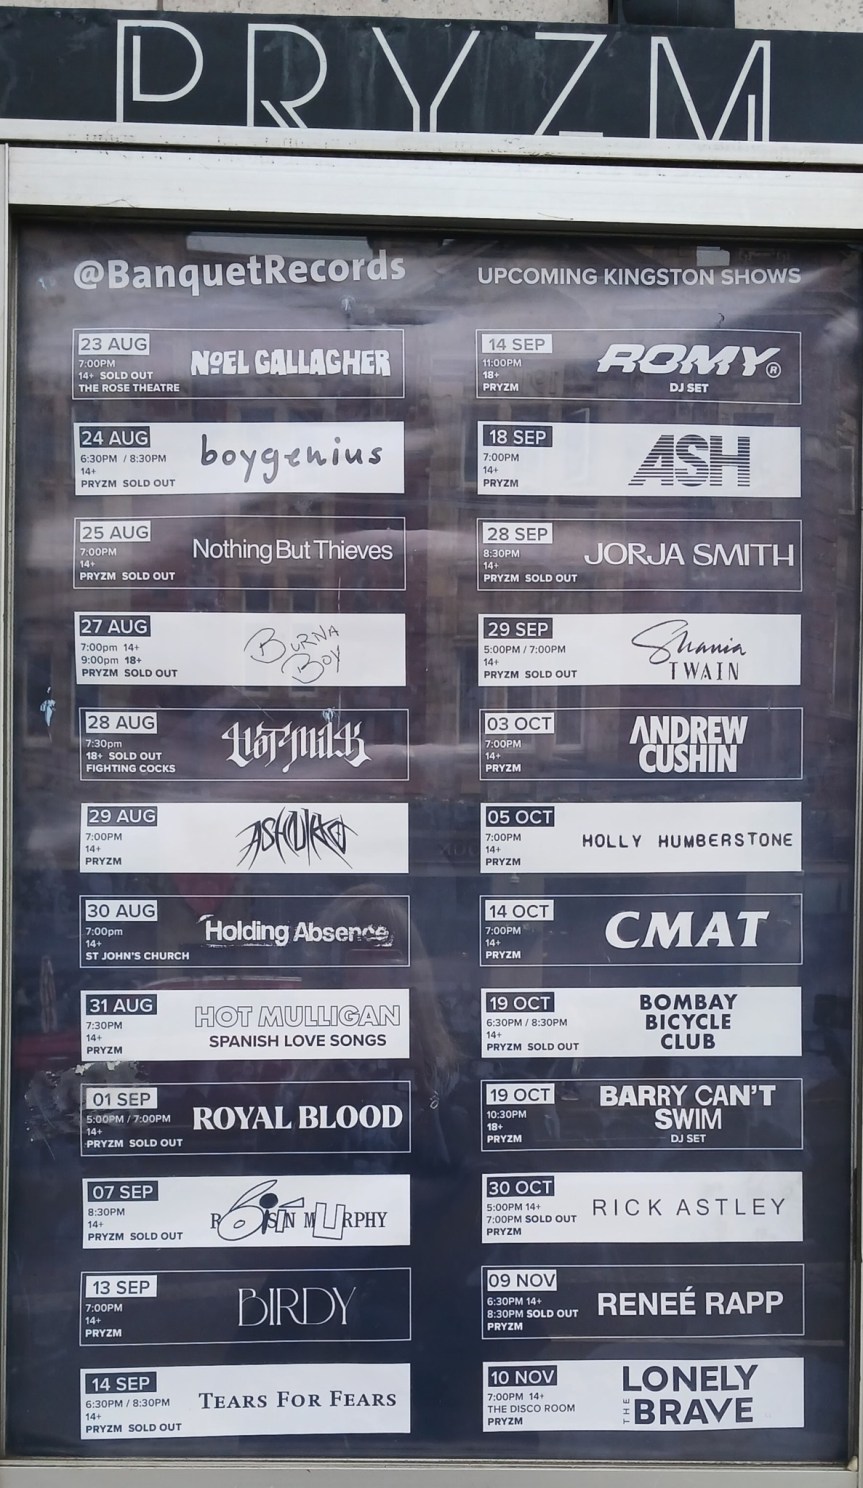 PRYZM
@BanquetRecords
UPCOMING KINGSTON SHOWS
23 AUG
7:00PM
14+ SOLD OUT
THE ROSE THEATRE
NOEL GALLAGHER
24 AUG
6:30PM / 8:30PM
14+
PRYZM SOLD OUT
boygenius
25 AUG
7:00PM
14+
PRYZM SOLD OUT
Nothing But Thieves
27 AUG
7:00pm 14+
9:00pm 18+
PRYZM SOLD OUT
BURNA
BOY
28 AUG
7:30pm
18+ SOLD OUT
FIGHTING COCKS
HotMilk
29 AUG
7:00PM
14+
PRYZM
ASHNIKKO
30 AUG
7:00pm
14+
ST JOHN'S CHURCH
Holding Absence
31 AUG
7:30PM
14+
PRYZM
HOT MULLIGAN
SPANISH LOVE SONGS
01 SEP
5:00PM / 7:00PM
14+
PRYZM SOLD OUT
ROYAL BLOOD
07 SEP
8:30PM
14+
PRYZM SOLD OUT
RÓISÍN MURPHY
13 SEP
7:00PM
14+
PRYZM
BIRDY
14 SEP
6:30PM / 8:30PM
14+
PRYZM SOLD OUT
TEARS FOR FEARS
14 SEP
11:00PM
18+
PRYZM
ROMY®
DJ SET
18 SEP
7:00PM
14+
PRYZM
ASH
28 SEP
8:30PM
14+
PRYZM SOLD OUT
JORJA SMITH
29 SEP
5:00PM / 7:00PM
14+
PRYZM SOLD OUT
Shania
TWAIN
03 OCT
7:00PM
14+
PRYZM
ANDREW
CUSHIN
05 OCT
7:00PM
14+
PRYZM
HOLLY HUMBERSTONE
14 OCT
7:00PM
14+
PRYZM
CMAT
19 OCT
6:30PM / 8:30PM
14+
PRYZM SOLD OUT
BOMBAY
BICYCLE
CLUB
19 OCT
10:30PM
18+
PRYZM
BARRY CAN'T
SWIM
DJ SET
30 OCT
5:00PM 14+
7:00PM SOLD OUT
PRYZM
RICK ASTLEY
09 NOV
6:30PM 14+
8:30PM SOLD OUT
PRYZM
RENEÉ RAPP
10 NOV
7:00PM 14+
THE DISCO ROOM
PRYZM
LONELY
THE BRAVE